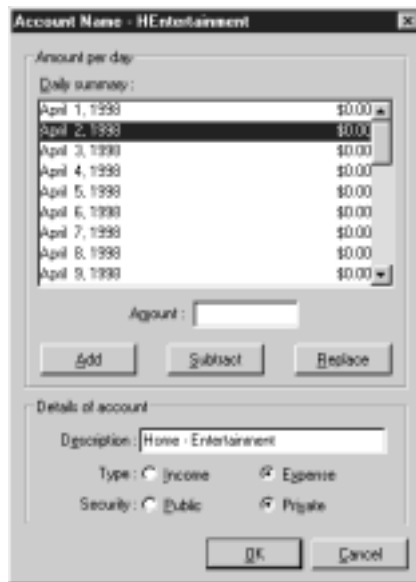 Account Name - HEntertainment
Amount per day
Daily summary :
April 1, 1998 $0.00
April 2, 1998 $0.00
April 3, 1998 $0.00
April 4, 1998 $0.00
April 5, 1998 $0.00
April 6, 1998 $0.00
April 7, 1998 $0.00
April 8, 1998 $0.00
April 9, 1998 $0.00
Amount :
Add Subtract Replace
Details of account
Description : Home - Entertainment
Type : Income Expense
Security : Public Private
OK Cancel